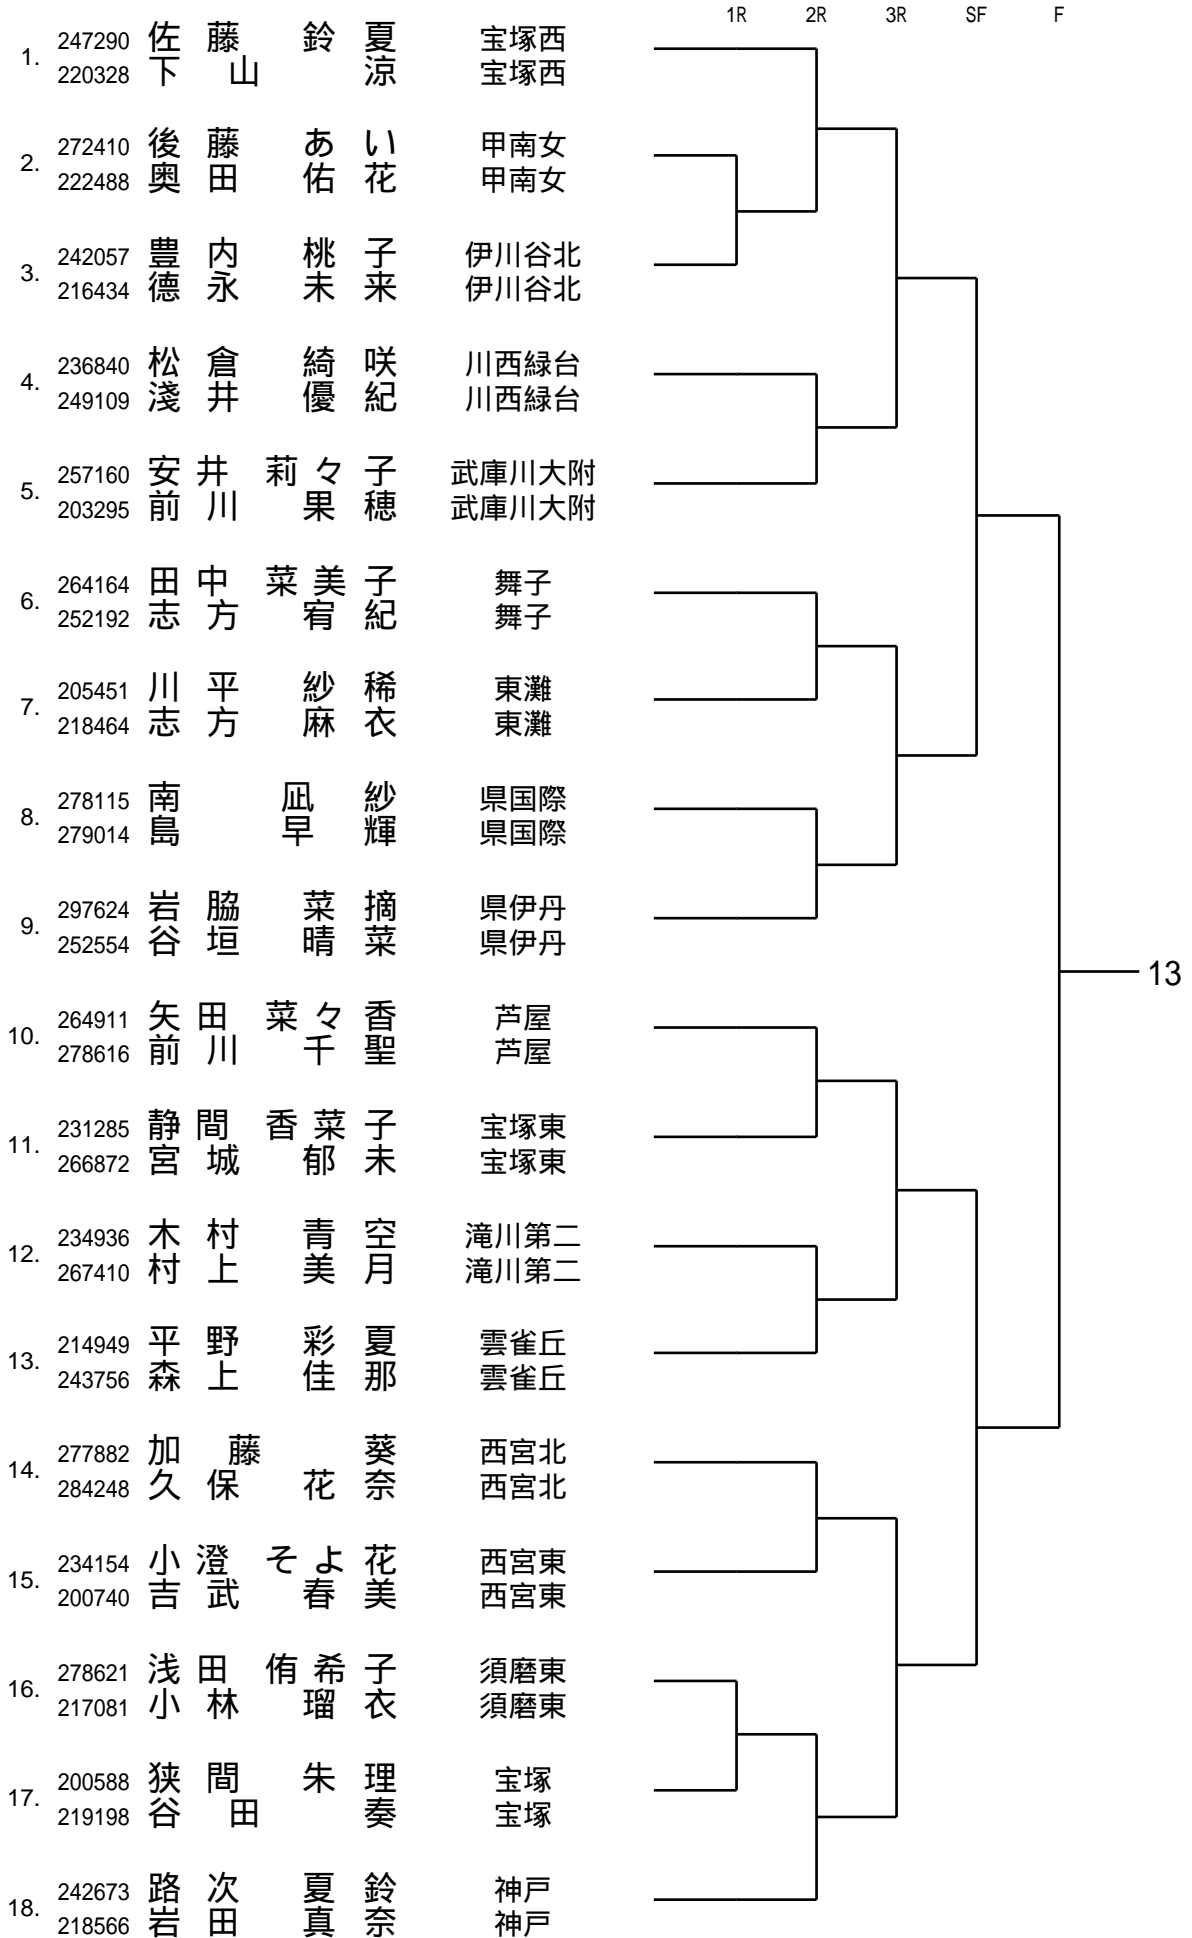 1R 2R 3R SF F
1. 247290 佐藤 鈴夏 宝塚西
220328 下山 涼 宝塚西
2. 272410 後藤 あい 甲南女
222488 奥田 佑花 甲南女
3. 242057 豊内 桃子 伊川谷北
216434 德永 未来 伊川谷北
4. 236840 松倉 綺咲 川西緑台
249109 淺井 優紀 川西緑台
5. 257160 安井 莉々子 武庫川大附
203295 前川 果穂 武庫川大附
6. 264164 田中 菜美子 舞子
252192 志方 宥紀 舞子
7. 205451 川平 紗稀 東灘
218464 志方 麻衣 東灘
8. 278115 南 凪紗 県国際
279014 島 早輝 県国際
9. 297624 岩脇 菜摘 県伊丹
252554 谷垣 晴菜 県伊丹
13
10. 264911 矢田 菜々香 芦屋
278616 前川 千聖 芦屋
11. 231285 静間 香菜子 宝塚東
266872 宮城 郁未 宝塚東
12. 234936 木村 青空 滝川第二
267410 村上 美月 滝川第二
13. 214949 平野 彩夏 雲雀丘
243756 森上 佳那 雲雀丘
14. 277882 加藤 葵 西宮北
284248 久保 花奈 西宮北
15. 234154 小澄 そよ花 西宮東
200740 吉武 春美 西宮東
16. 278621 浅田 侑希子 須磨東
217081 小林 瑠衣 須磨東
17. 200588 狭間 朱理 宝塚
219198 谷田 奏 宝塚
18. 242673 路次 夏鈴 神戸
218566 岩田 真奈 神戸